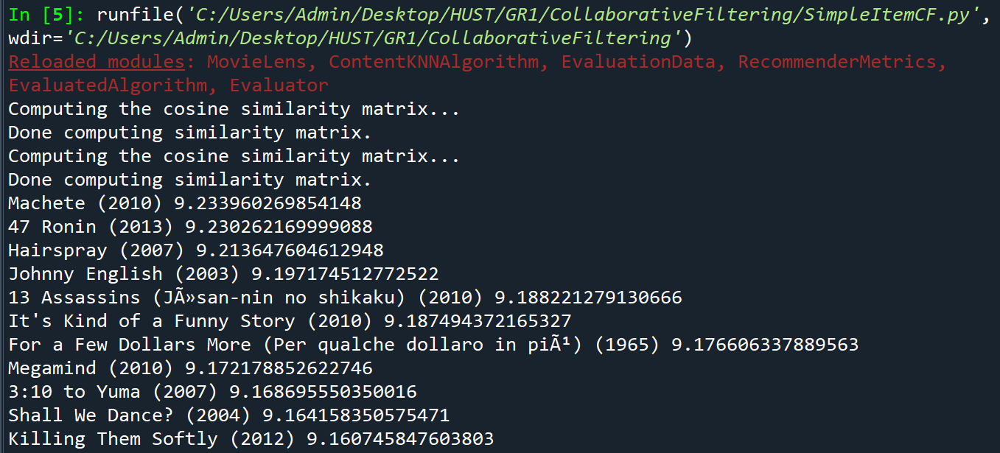 In [5]: runfile('C:/Users/Admin/Desktop/HUST/GR1/CollaborativeFiltering/SimpleItemCF.py',
wdir='C:/Users/Admin/Desktop/HUST/GR1/CollaborativeFiltering')
Reloaded modules: MovieLens, ContentKNNAlgorithm, EvaluationData, RecommenderMetrics,
EvaluatedAlgorithm, Evaluator
Computing the cosine similarity matrix...
Done computing similarity matrix.
Computing the cosine similarity matrix...
Done computing similarity matrix.
Machete (2010) 9.233960269854148
47 Ronin (2013) 9.230262169999088
Hairspray (2007) 9.213647604612948
Johnny English (2003) 9.197174512772522
13 Assassins (JÃ»san-nin no shikaku) (2010) 9.188221279130666
It's Kind of a Funny Story (2010) 9.187494372165327
For a Few Dollars More (Per qualche dollaro in piÃ¹) (1965) 9.176606337889563
Megamind (2010) 9.172178852622746
3:10 to Yuma (2007) 9.168695550350016
Shall We Dance? (2004) 9.164158350575471
Killing Them Softly (2012) 9.160745847603803